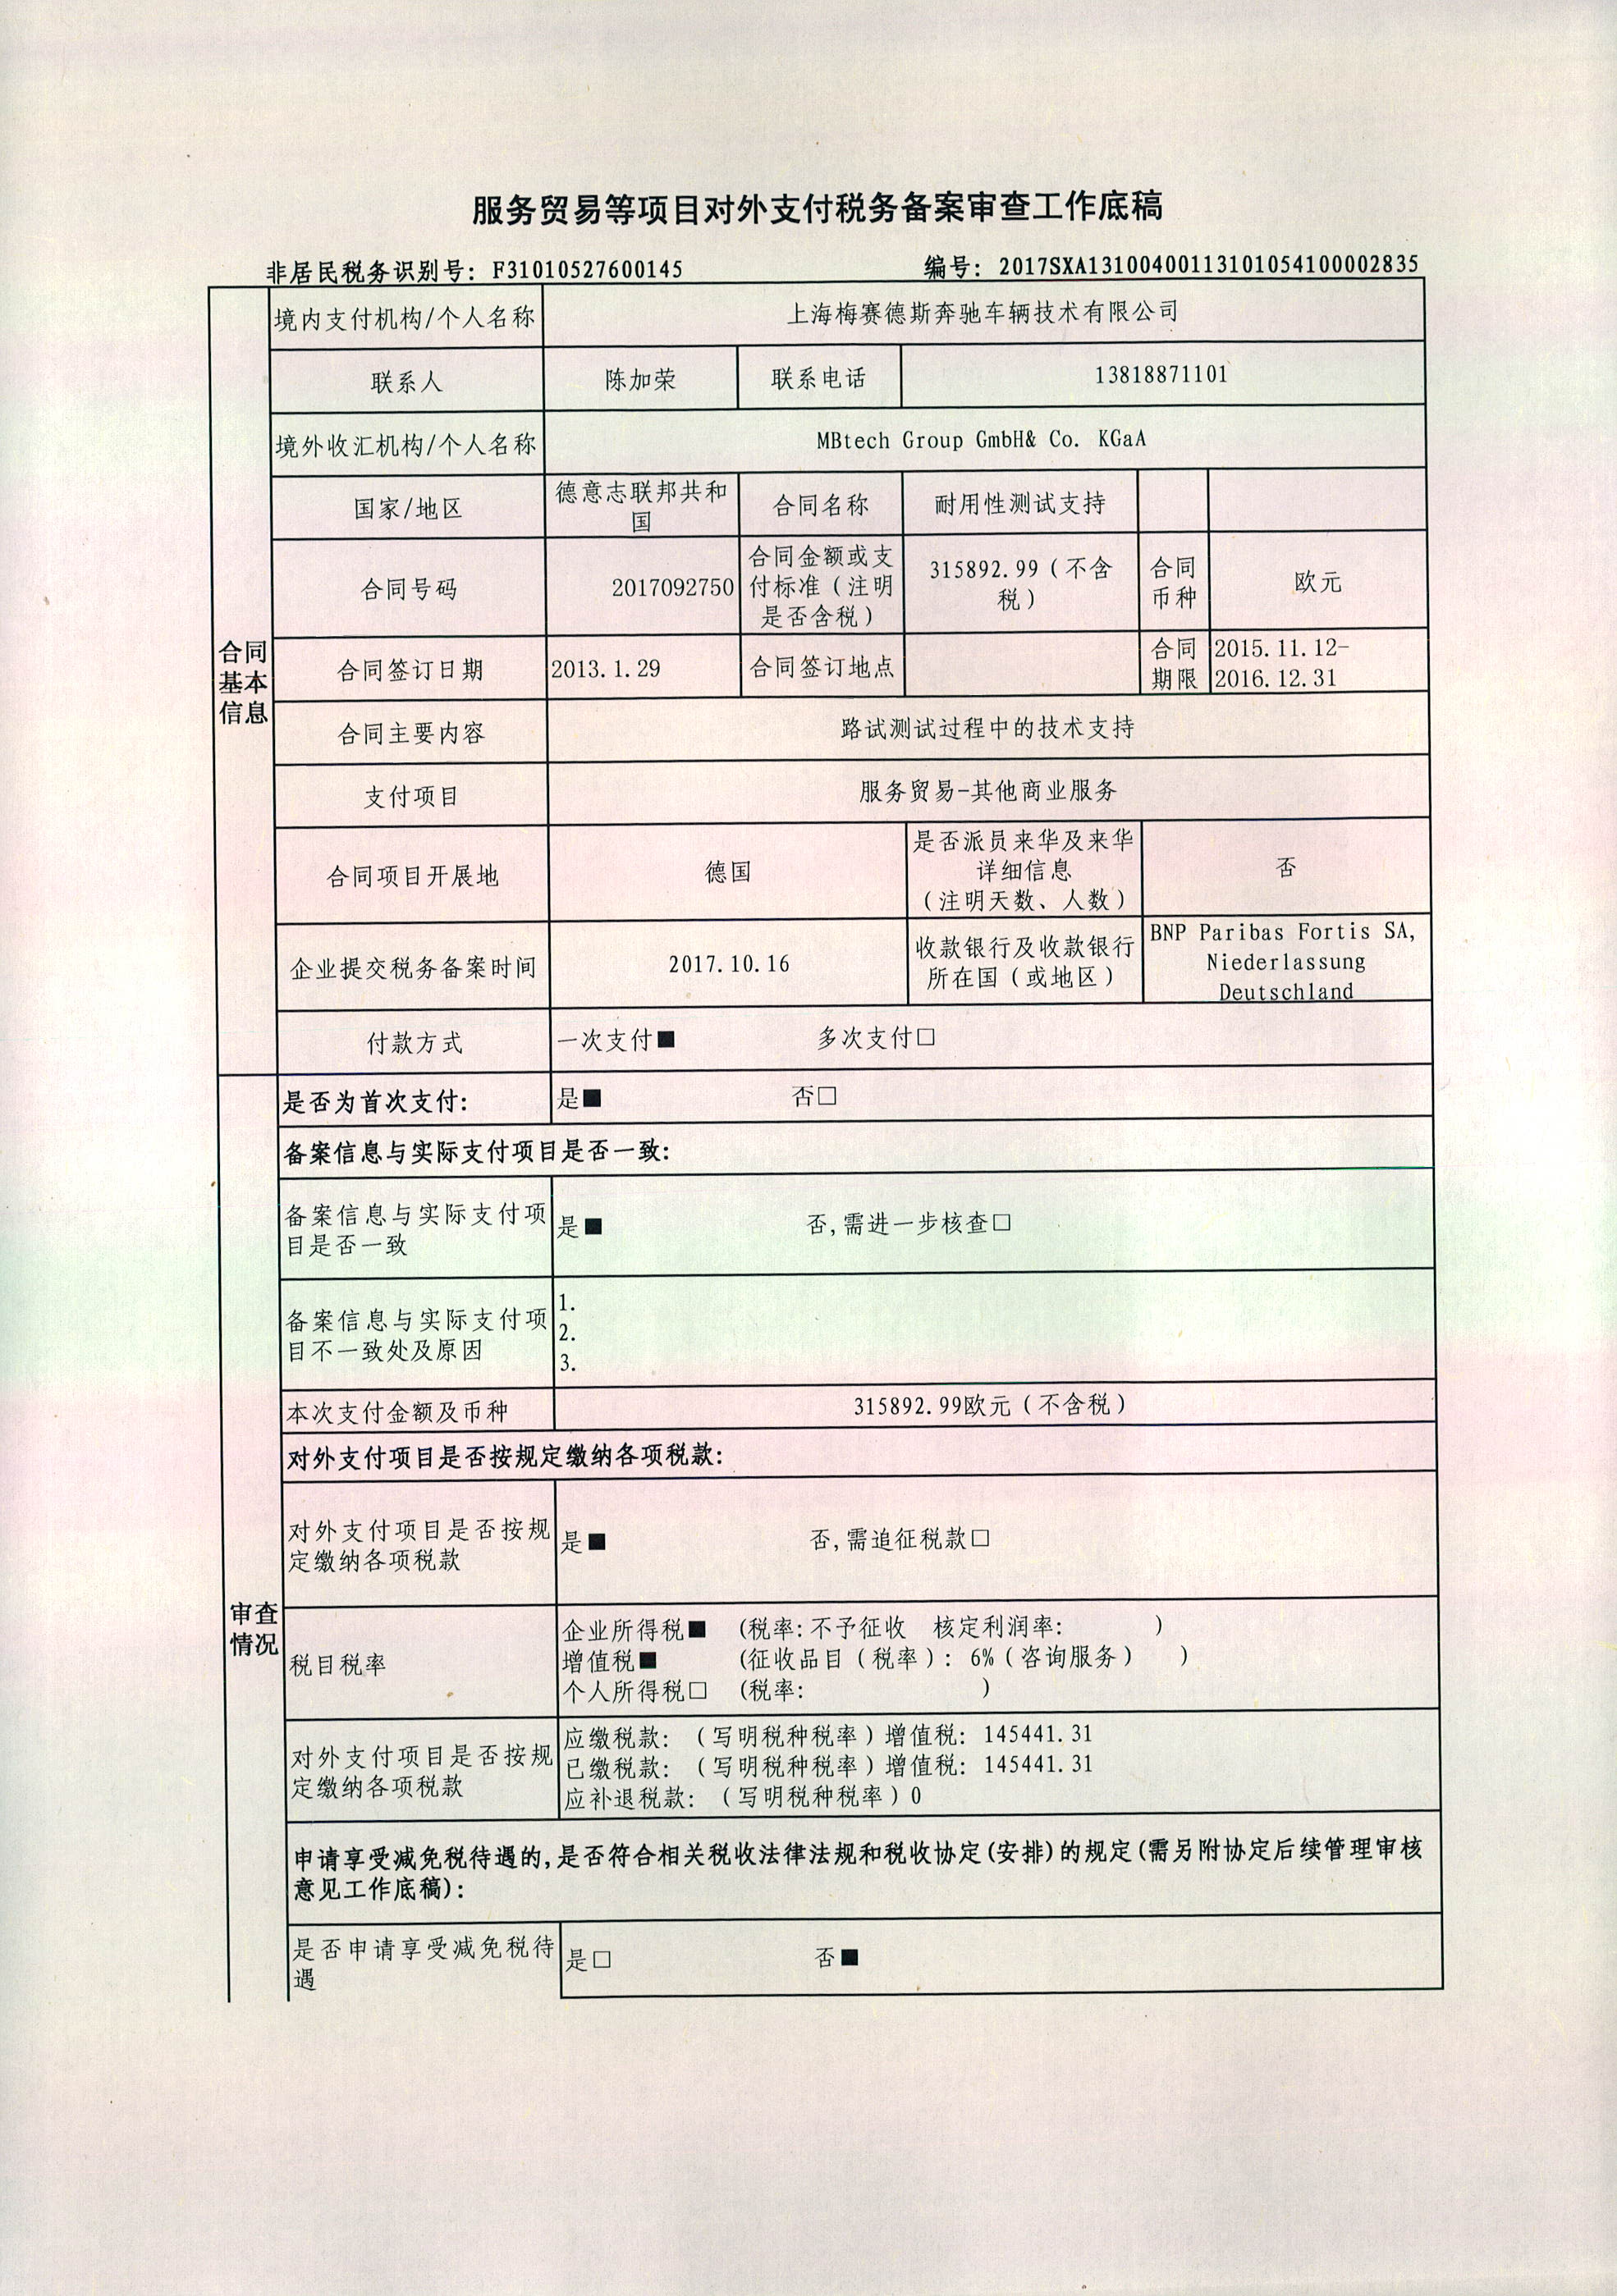 服务贸易等项目对外支付税务备案审查工作底稿
非居民税务识别号: F31010527600145 编号: 2017SXA13100400113101054100002835
合同基本信息
境内支付机构/个人名称 上海梅赛德斯奔驰车辆技术有限公司
联系人 陈加荣 联系电话 13818871101
境外收汇机构/个人名称 MBtech Group GmbH& Co. KGaA
国家/地区 德意志联邦共和国 合同名称 耐用性测试支持
合同号码 2017092750 合同金额或支付标准（注明是否含税） 315892.99（不含税） 合同币种 欧元
合同签订日期 2013.1.29 合同签订地点 合同期限 2015.11.12-2016.12.31
合同主要内容 路试测试过程中的技术支持
支付项目 服务贸易-其他商业服务
合同项目开展地 德国 是否派员来华及来华详细信息（注明天数、人数） 否
企业提交税务备案时间 2017.10.16 收款银行及收款银行所在国（或地区） BNP Paribas Fortis SA, Niederlassung Deutschland
付款方式 一次支付■ 多次支付□
审查情况
是否为首次支付: 是■ 否□
备案信息与实际支付项目是否一致:
备案信息与实际支付项目是否一致 是■ 否,需进一步核查□
备案信息与实际支付项目不一致处及原因
1.
2.
3.
本次支付金额及币种 315892.99欧元（不含税）
对外支付项目是否按规定缴纳各项税款:
对外支付项目是否按规定缴纳各项税款 是■ 否,需追征税款□
税目税率
企业所得税■ (税率:不予征收 核定利润率: )
增值税■ (征收品目（税率）: 6%（咨询服务） )
个人所得税□ (税率: )
对外支付项目是否按规定缴纳各项税款
应缴税款: （写明税种税率）增值税: 145441.31
已缴税款: （写明税种税率）增值税: 145441.31
应补退税款: （写明税种税率）0
申请享受减免税待遇的,是否符合相关税收法律法规和税收协定(安排)的规定(需另附协定后续管理审核
意见工作底稿):
是否申请享受减免税待遇 是□ 否■